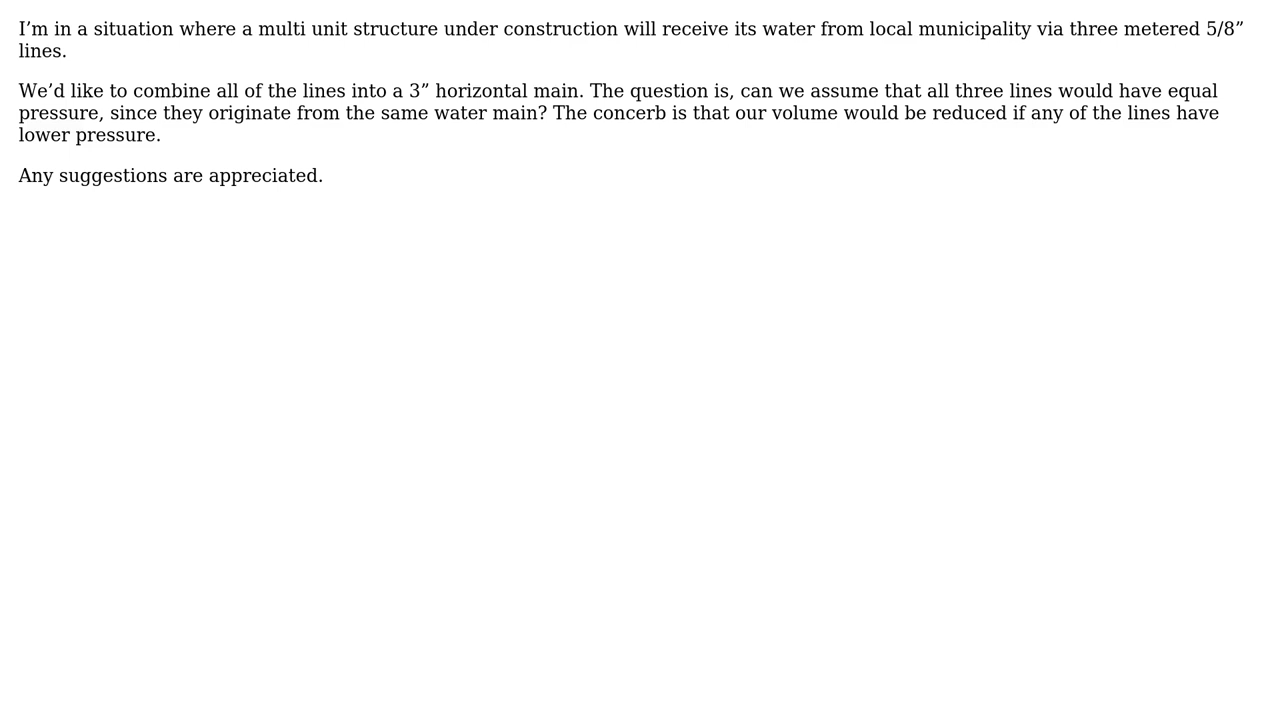 I’m in a situation where a multi unit structure under construction will receive its water from local municipality via three metered 5/8”
lines.
We’d like to combine all of the lines into a 3” horizontal main. The question is, can we assume that all three lines would have equal
pressure, since they originate from the same water main? The concerb is that our volume would be reduced if any of the lines have
lower pressure.
Any suggestions are appreciated.